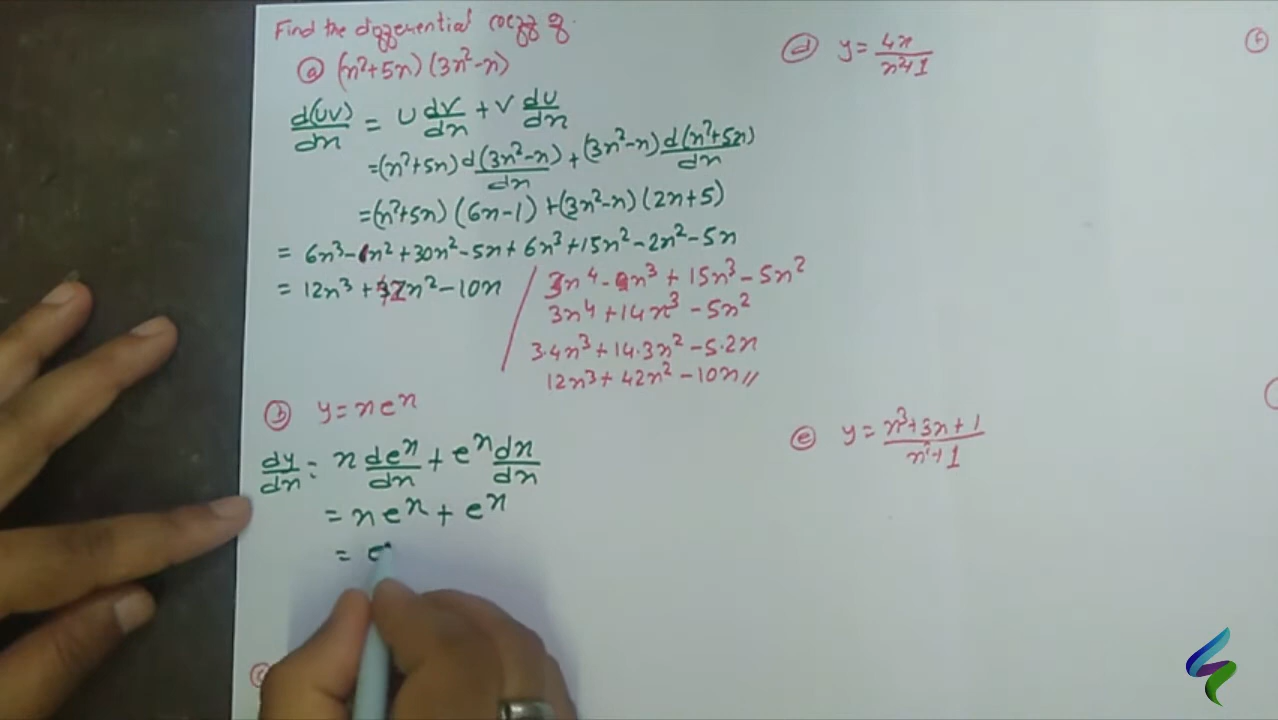 Find the differential coeff of
(a) (x²+5x)(3x²-x)
d(UV)/dx = U dV/dx + V dU/dx
=(x²+5x) d(3x²-x)/dx + (3x²-x) d(x²+5x)/dx
=(x²+5x)(6x-1)+(3x²-x)(2x+5)
= 6x³-x²+30x²-5x+6x³+15x²-2x²-5x
= 12x³+42x²-10x
3x⁴-x³+15x³-5x²
3x⁴+14x³-5x²
3.4x³+14.3x²-5.2x
12x³+42x²-10x//
(b) y=xeˣ
dy/dx = x deˣ/dx + eˣ dx/dx
= xeˣ+eˣ
= e
(d) y= 4x/x²+1
(e) y= x³+3x+1/x²+1